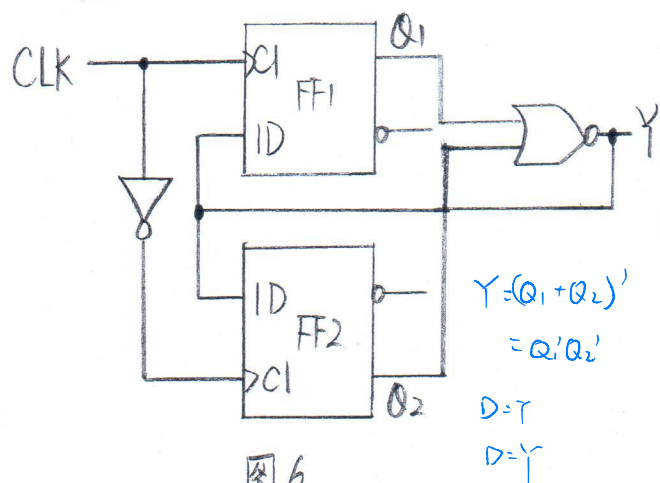 Q1
CLK
C1
FF1
1D
Y
1D
FF2
C1
Q2
Y=(Q1+Q2)'
=Q1'Q2'
D=Y
D=Y
图6